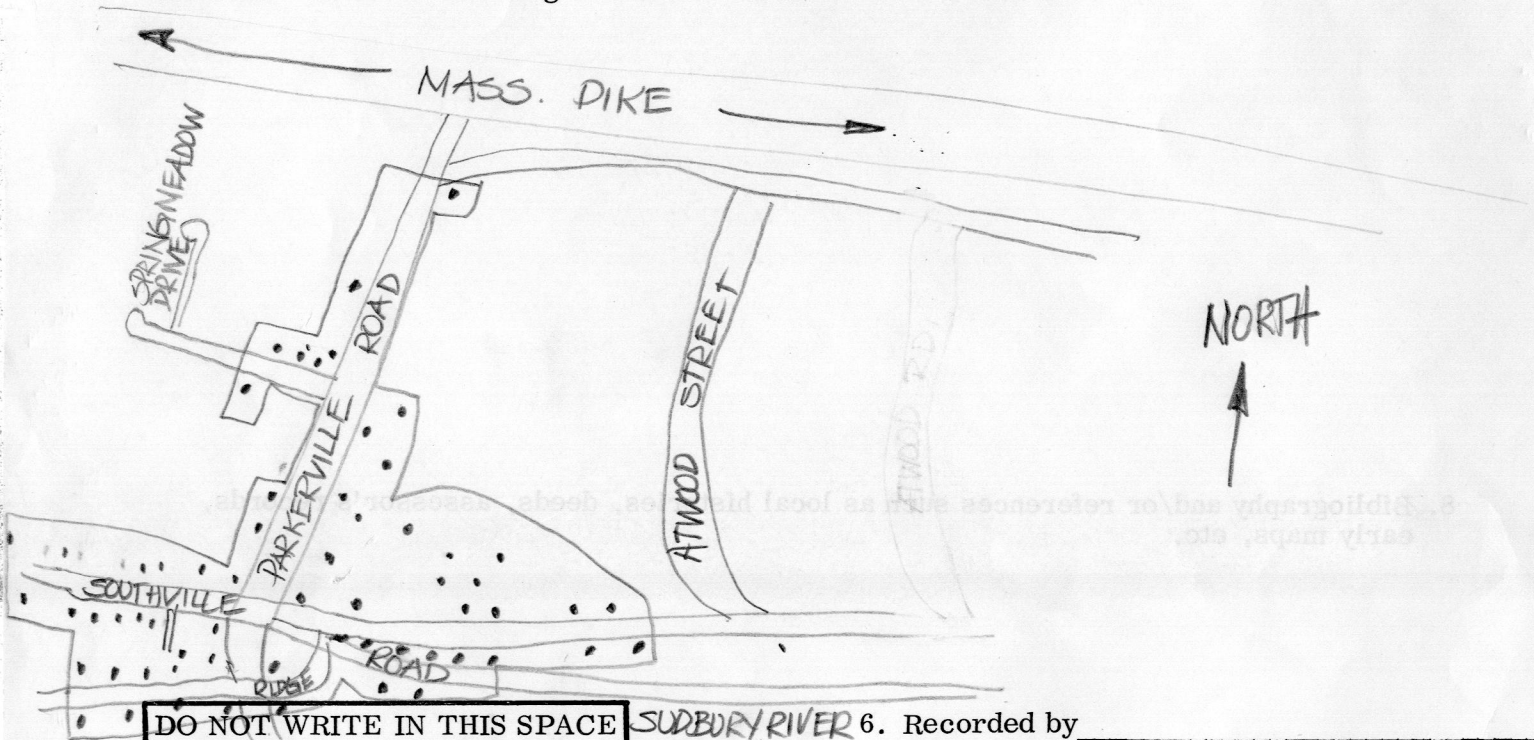 MASS. PIKE
SPRINGMEADOW
DRIVE
PARKERVILLE ROAD
ATWOOD STREET
ATWOOD RD.
NORTH
8. Bibliography and/or references such as local histories, deeds, assessor's records,
early maps, etc.
SOUTHVILLE ROAD
RIDGE
DO NOT WRITE IN THIS SPACE
SUDBURY RIVER
6. Recorded by